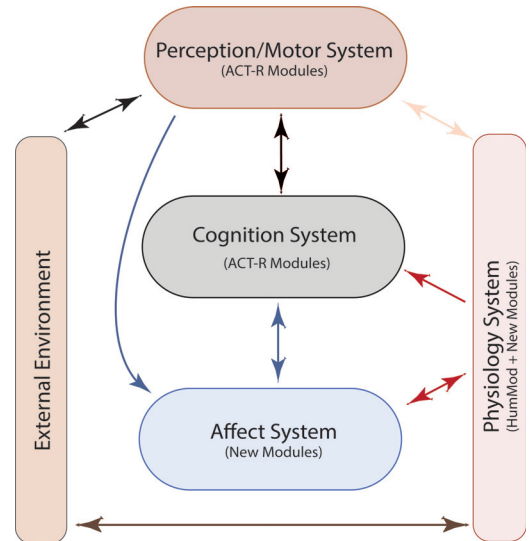 Perception/Motor System
(ACT-R Modules)
External Environment
Cognition System
(ACT-R Modules)
Physiology System
(HumMod + New Modules)
Affect System
(New Modules)